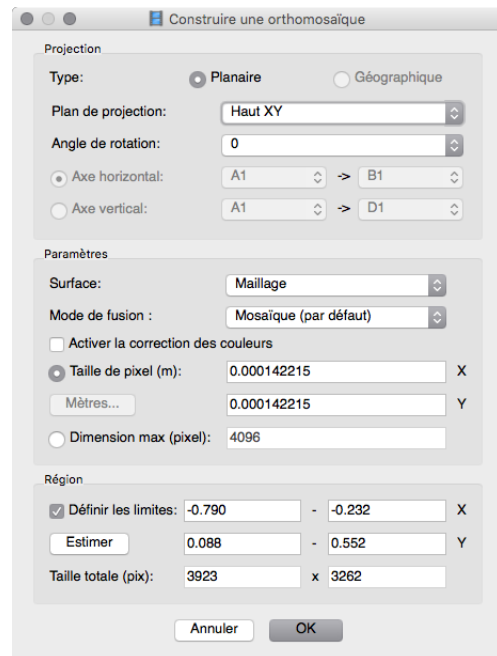 Construire une orthomosaïque
Projection
Type: Planaire Géographique
Plan de projection: Haut XY
Angle de rotation: 0
Axe horizontal: A1 -> B1
Axe vertical: A1 -> D1
Paramètres
Surface: Maillage
Mode de fusion : Mosaïque (par défaut)
Activer la correction des couleurs
Taille de pixel (m): 0.000142215 X
Mètres... 0.000142215 Y
Dimension max (pixel): 4096
Région
Définir les limites: -0.790 - -0.232 X
Estimer 0.088 - 0.552 Y
Taille totale (pix): 3923 x 3262
Annuler OK